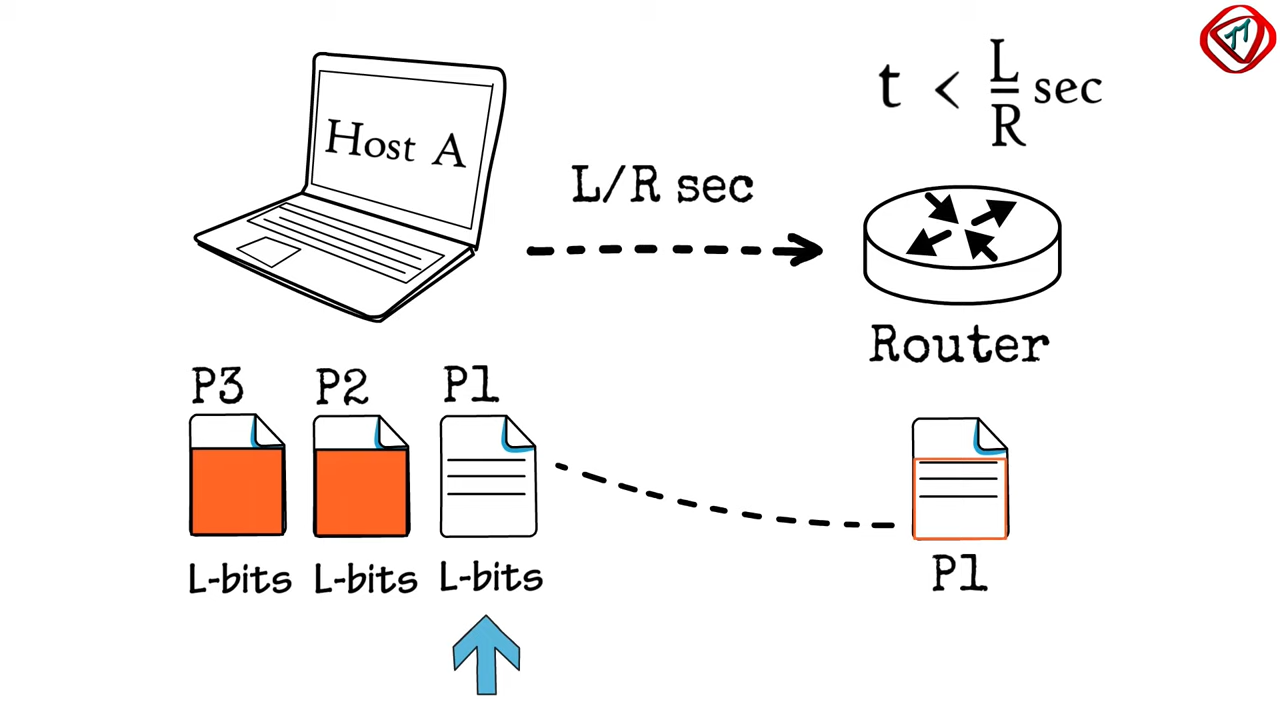 t < L/R sec
Host A
L/R sec
Router
P3 P2 P1
L-bits L-bits L-bits
P1